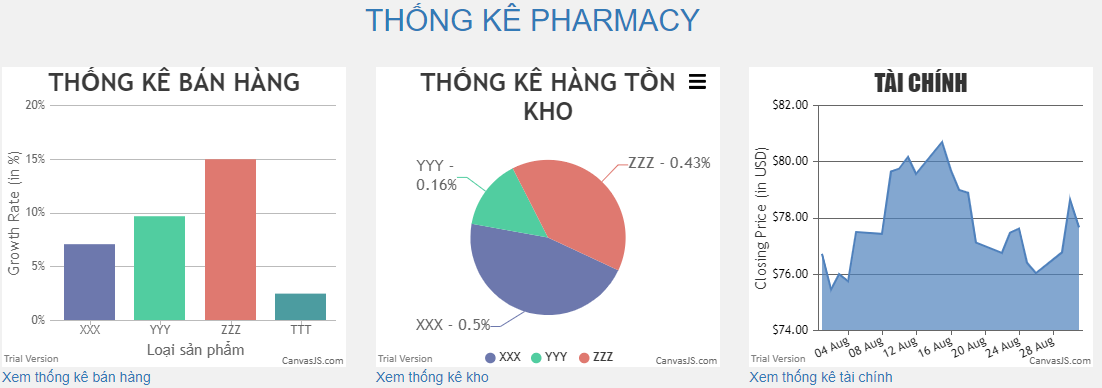 THỐNG KÊ PHARMACY
THỐNG KÊ BÁN HÀNG
20%
15%
10%
5%
0%
Growth Rate (in %)
XXX YYY ZZZ TTT
Loại sản phẩm
Trial Version CanvasJS.com
Xem thống kê bán hàng
THỐNG KÊ HÀNG TỒN
KHO
YYY -
0.16%
ZZZ - 0.43%
XXX - 0.5%
XXX YYY ZZZ
Trial Version CanvasJS.com
Xem thống kê kho
TÀI CHÍNH
$82.00
$80.00
$78.00
$76.00
$74.00
Closing Price (in USD)
04 Aug 08 Aug 12 Aug 16 Aug 20 Aug 24 Aug 28 Aug
Trial Version CanvasJS.com
Xem thống kê tài chính